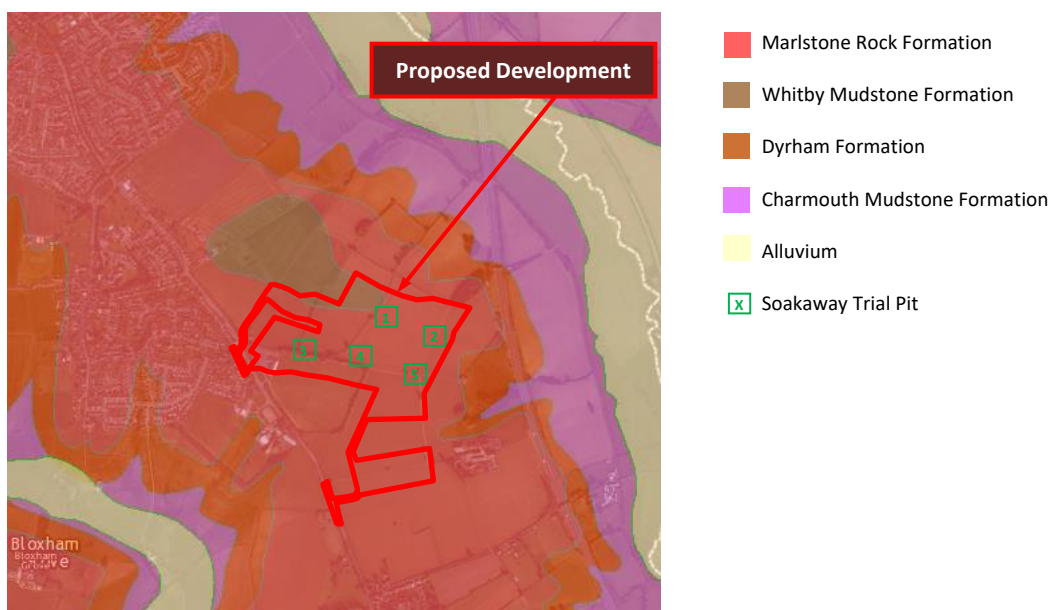 Proposed Development
1
2
3
4
5
Bloxham
Marlstone Rock Formation
Whitby Mudstone Formation
Dyrham Formation
Charmouth Mudstone Formation
Alluvium
x Soakaway Trial Pit